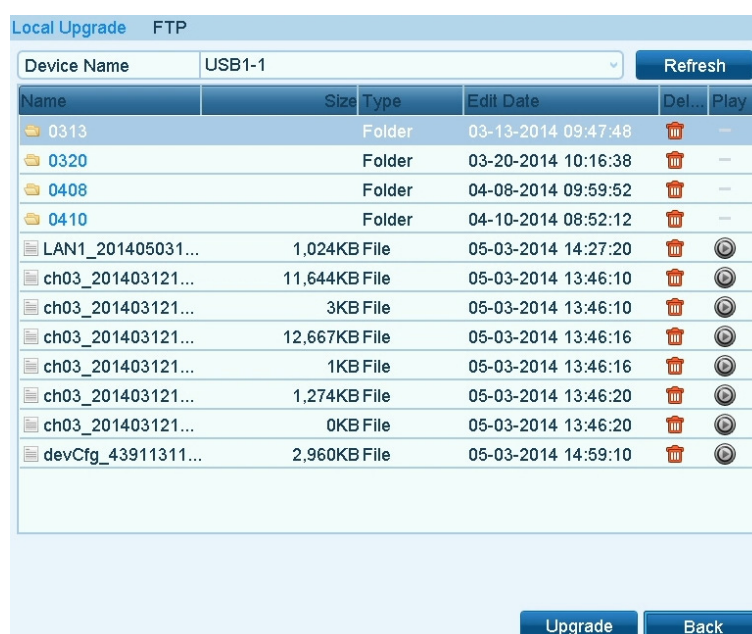 Local Upgrade FTP
Device Name USB1-1 Refresh
Name Size Type Edit Date Del... Play
0313 Folder 03-13-2014 09:47:48 —
0320 Folder 03-20-2014 10:16:38 —
0408 Folder 04-08-2014 09:59:52 —
0410 Folder 04-10-2014 08:52:12 —
LAN1_201405031... 1,024KB File 05-03-2014 14:27:20
ch03_201403121... 11,644KB File 05-03-2014 13:46:10
ch03_201403121... 3KB File 05-03-2014 13:46:10
ch03_201403121... 12,667KB File 05-03-2014 13:46:16
ch03_201403121... 1KB File 05-03-2014 13:46:16
ch03_201403121... 1,274KB File 05-03-2014 13:46:20
ch03_201403121... 0KB File 05-03-2014 13:46:20
devCfg_43911311... 2,960KB File 05-03-2014 14:59:10
Upgrade Back